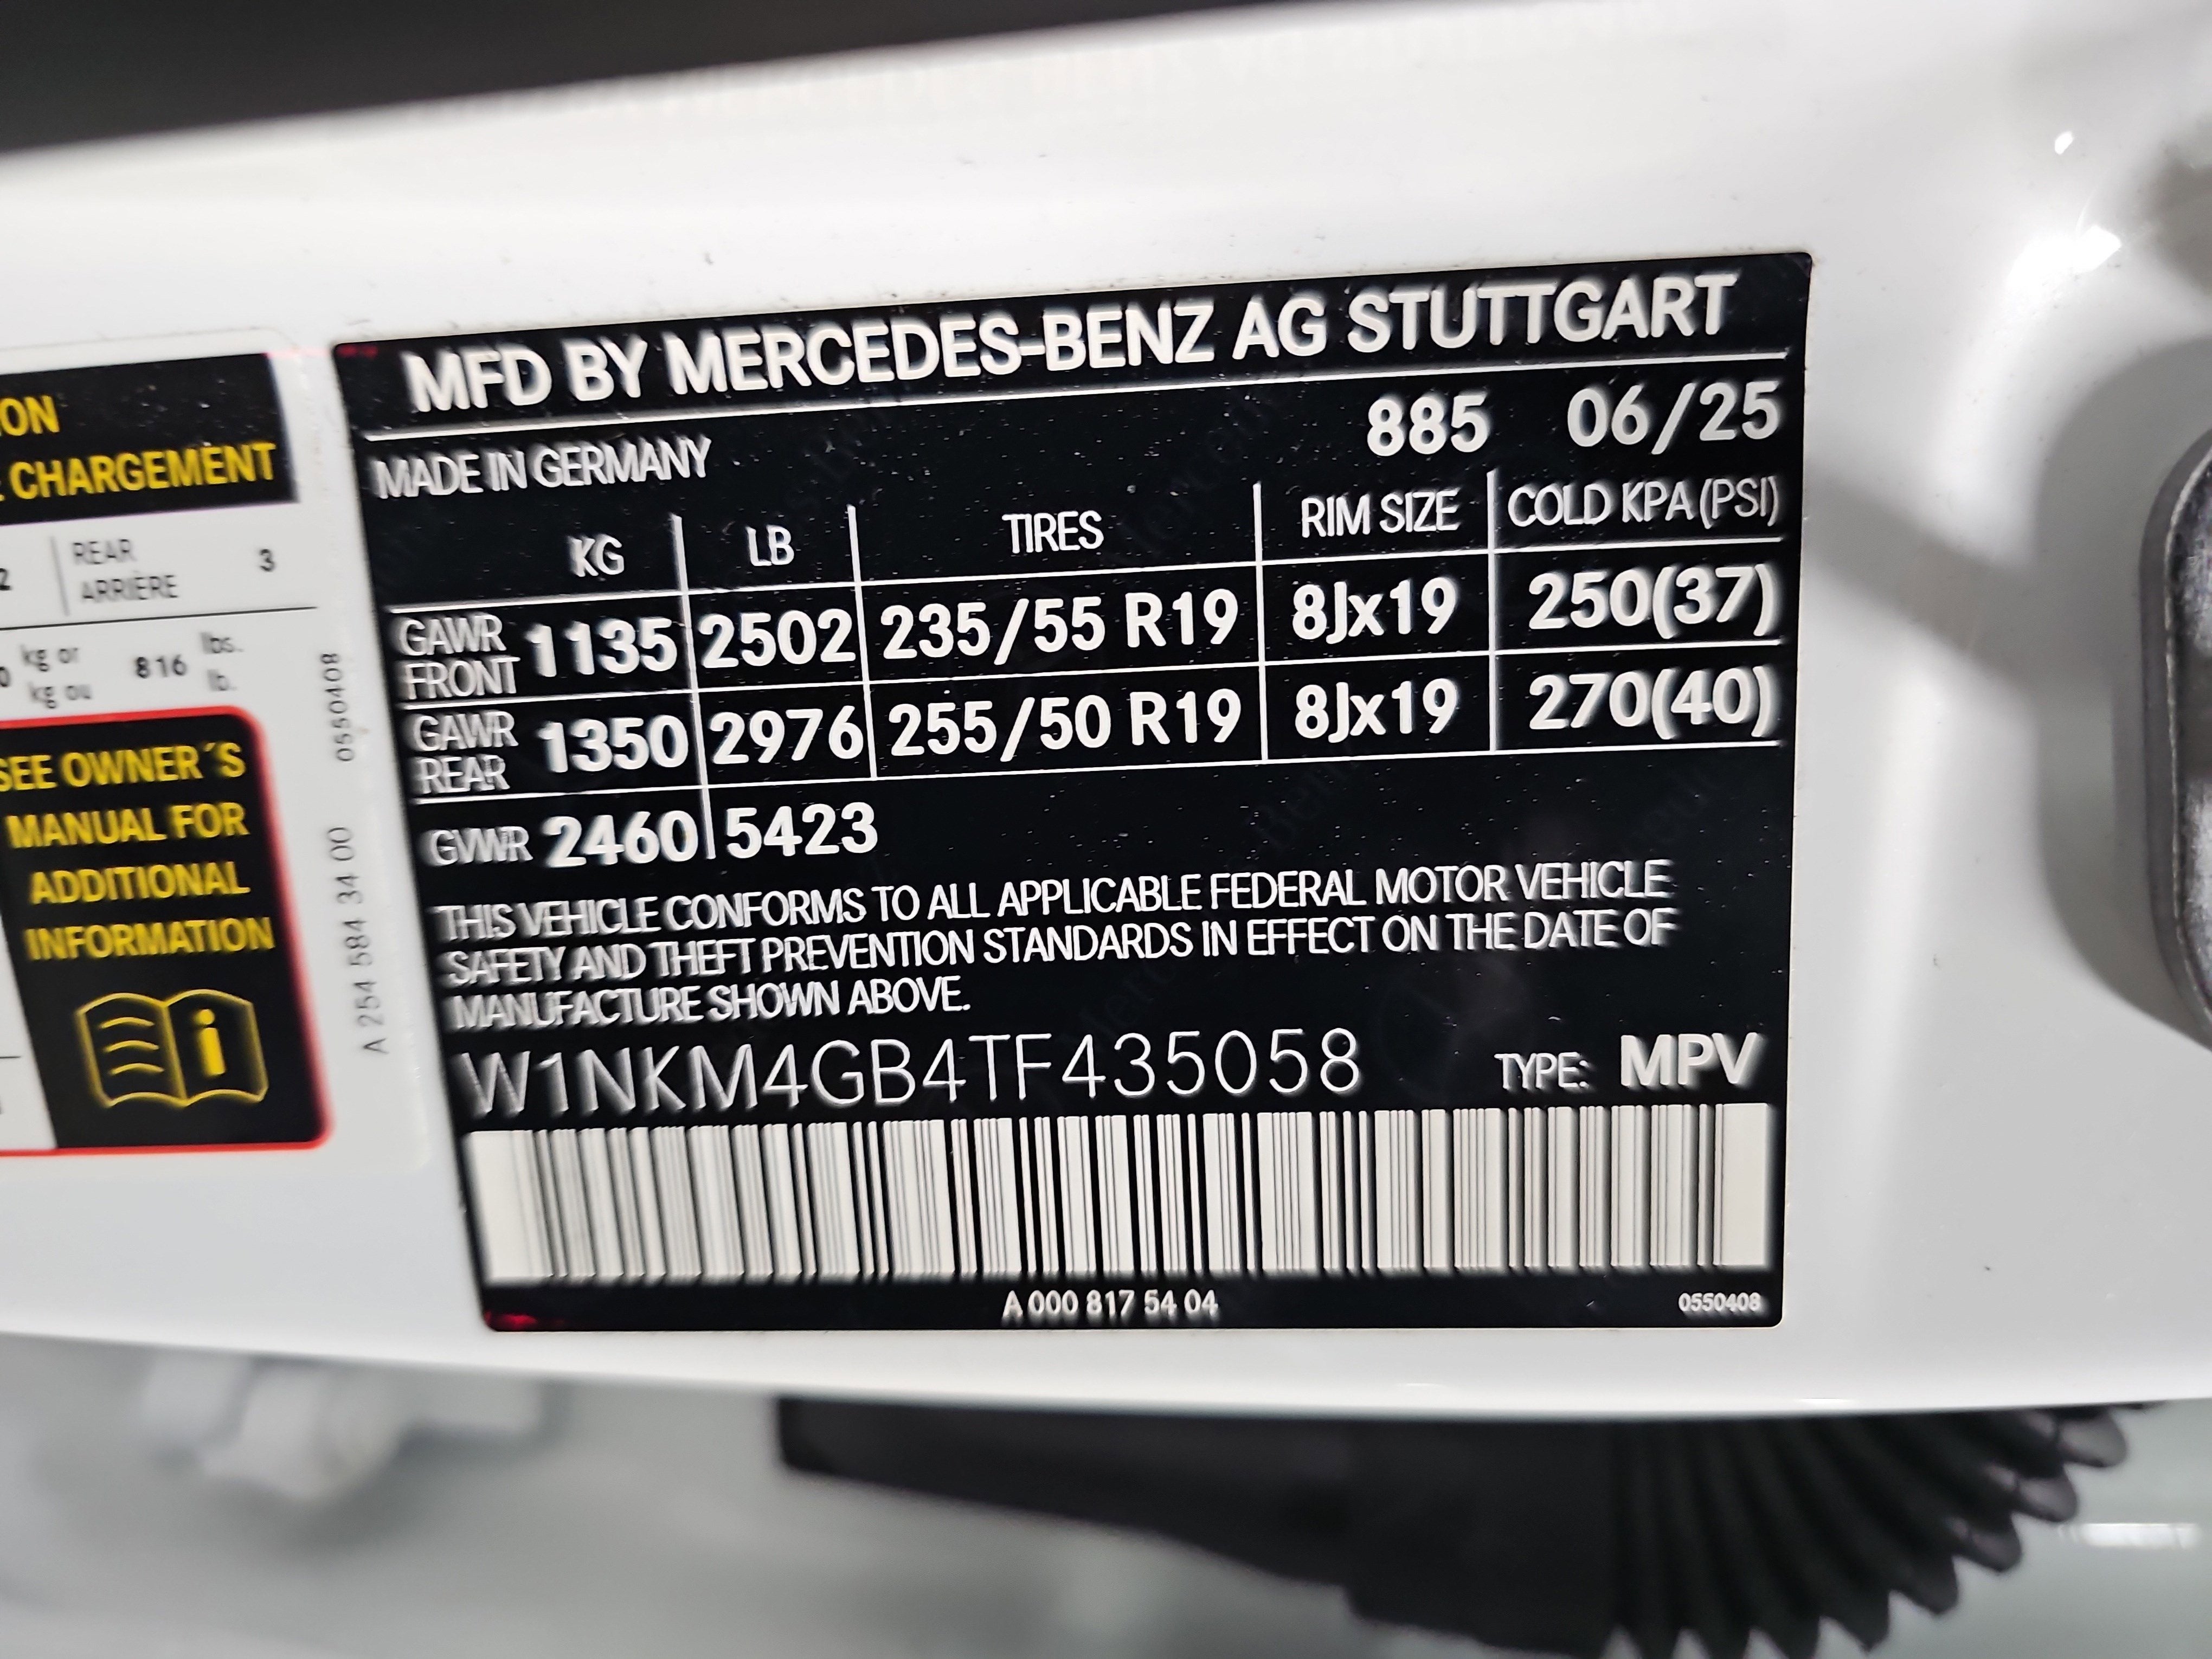 ON
CHARGEMENT
2 REAR
ARRIÈRE 3
kg or
kg ou 816 lbs.
lb.
SEE OWNER´S
MANUAL FOR
ADDITIONAL
INFORMATION
i
0550408
A 254 584 34 00
MFD BY MERCEDES-BENZ AG STUTTGART
885 06/25
MADE IN GERMANY
KG LB TIRES RIM SIZE COLD KPA (PSI)
GAWR
FRONT 1135 2502 235/55 R19 8Jx19 250(37)
GAWR
REAR 1350 2976 255/50 R19 8Jx19 270(40)
GVWR 2460 5423
THIS VEHICLE CONFORMS TO ALL APPLICABLE FEDERAL MOTOR VEHICLE
SAFETY AND THEFT PREVENTION STANDARDS IN EFFECT ON THE DATE OF
MANUFACTURE SHOWN ABOVE.
W1NKM4GB4TF435058 TYPE: MPV
A 000 817 54 04
0550408